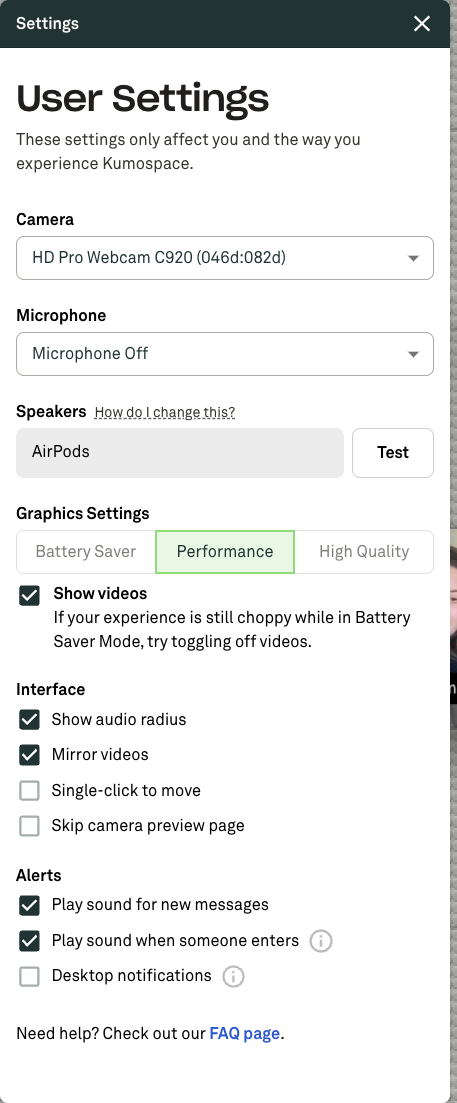 Settings
User Settings
These settings only affect you and the way you
experience Kumospace.
Camera
HD Pro Webcam C920 (046d:082d)
Microphone
Microphone Off
Speakers How do I change this?
AirPods Test
Graphics Settings
Battery Saver Performance High Quality
Show videos
If your experience is still choppy while in Battery
Saver Mode, try toggling off videos.
Interface
Show audio radius
Mirror videos
Single-click to move
Skip camera preview page
Alerts
Play sound for new messages
Play sound when someone enters
Desktop notifications
Need help? Check out our FAQ page.